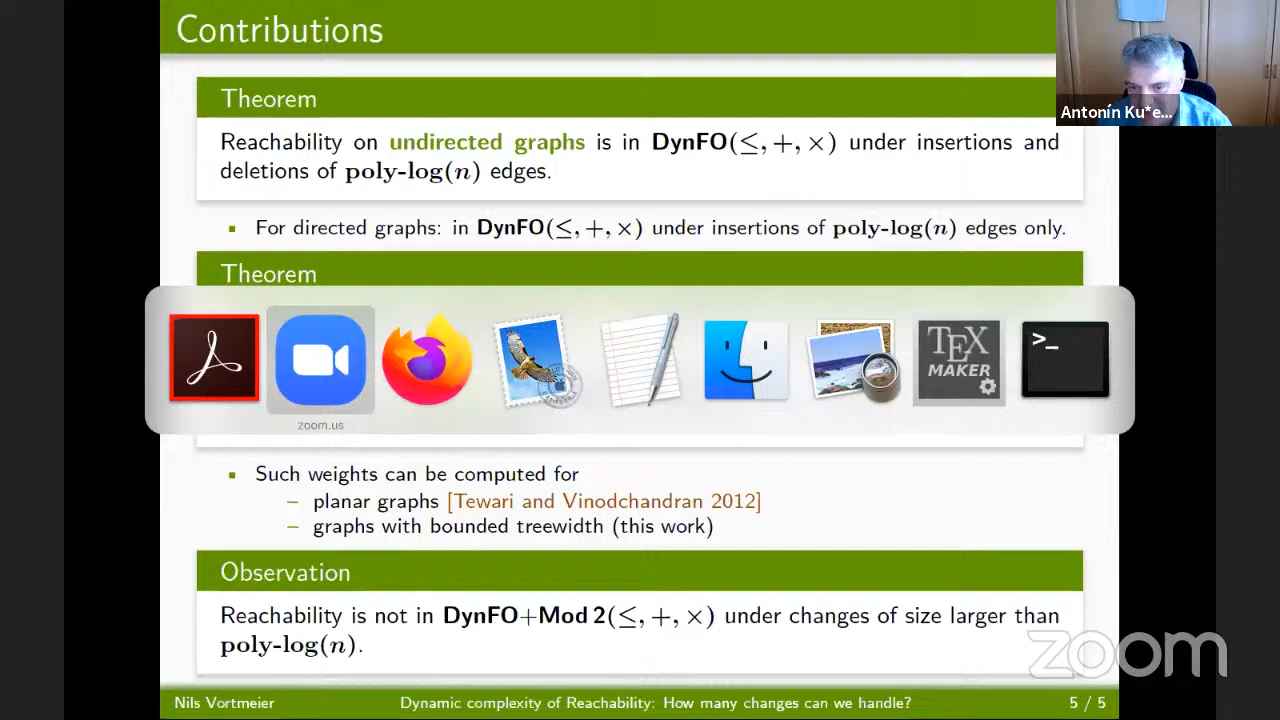 Contributions
Antonín Ku*e...
Theorem
Reachability on undirected graphs is in DynFO(≤, +, ×) under insertions and
deletions of poly-log(n) edges.
▪ For directed graphs: in DynFO(≤, +, ×) under insertions of poly-log(n) edges only.
Theorem
TEX
MAKER
>_
zoom.us
▪ Such weights can be computed for
– planar graphs [Tewari and Vinodchandran 2012]
– graphs with bounded treewidth (this work)
Observation
Reachability is not in DynFO+Mod 2(≤, +, ×) under changes of size larger than
poly-log(n).
zoom
Nils Vortmeier Dynamic complexity of Reachability: How many changes can we handle? 5 / 5